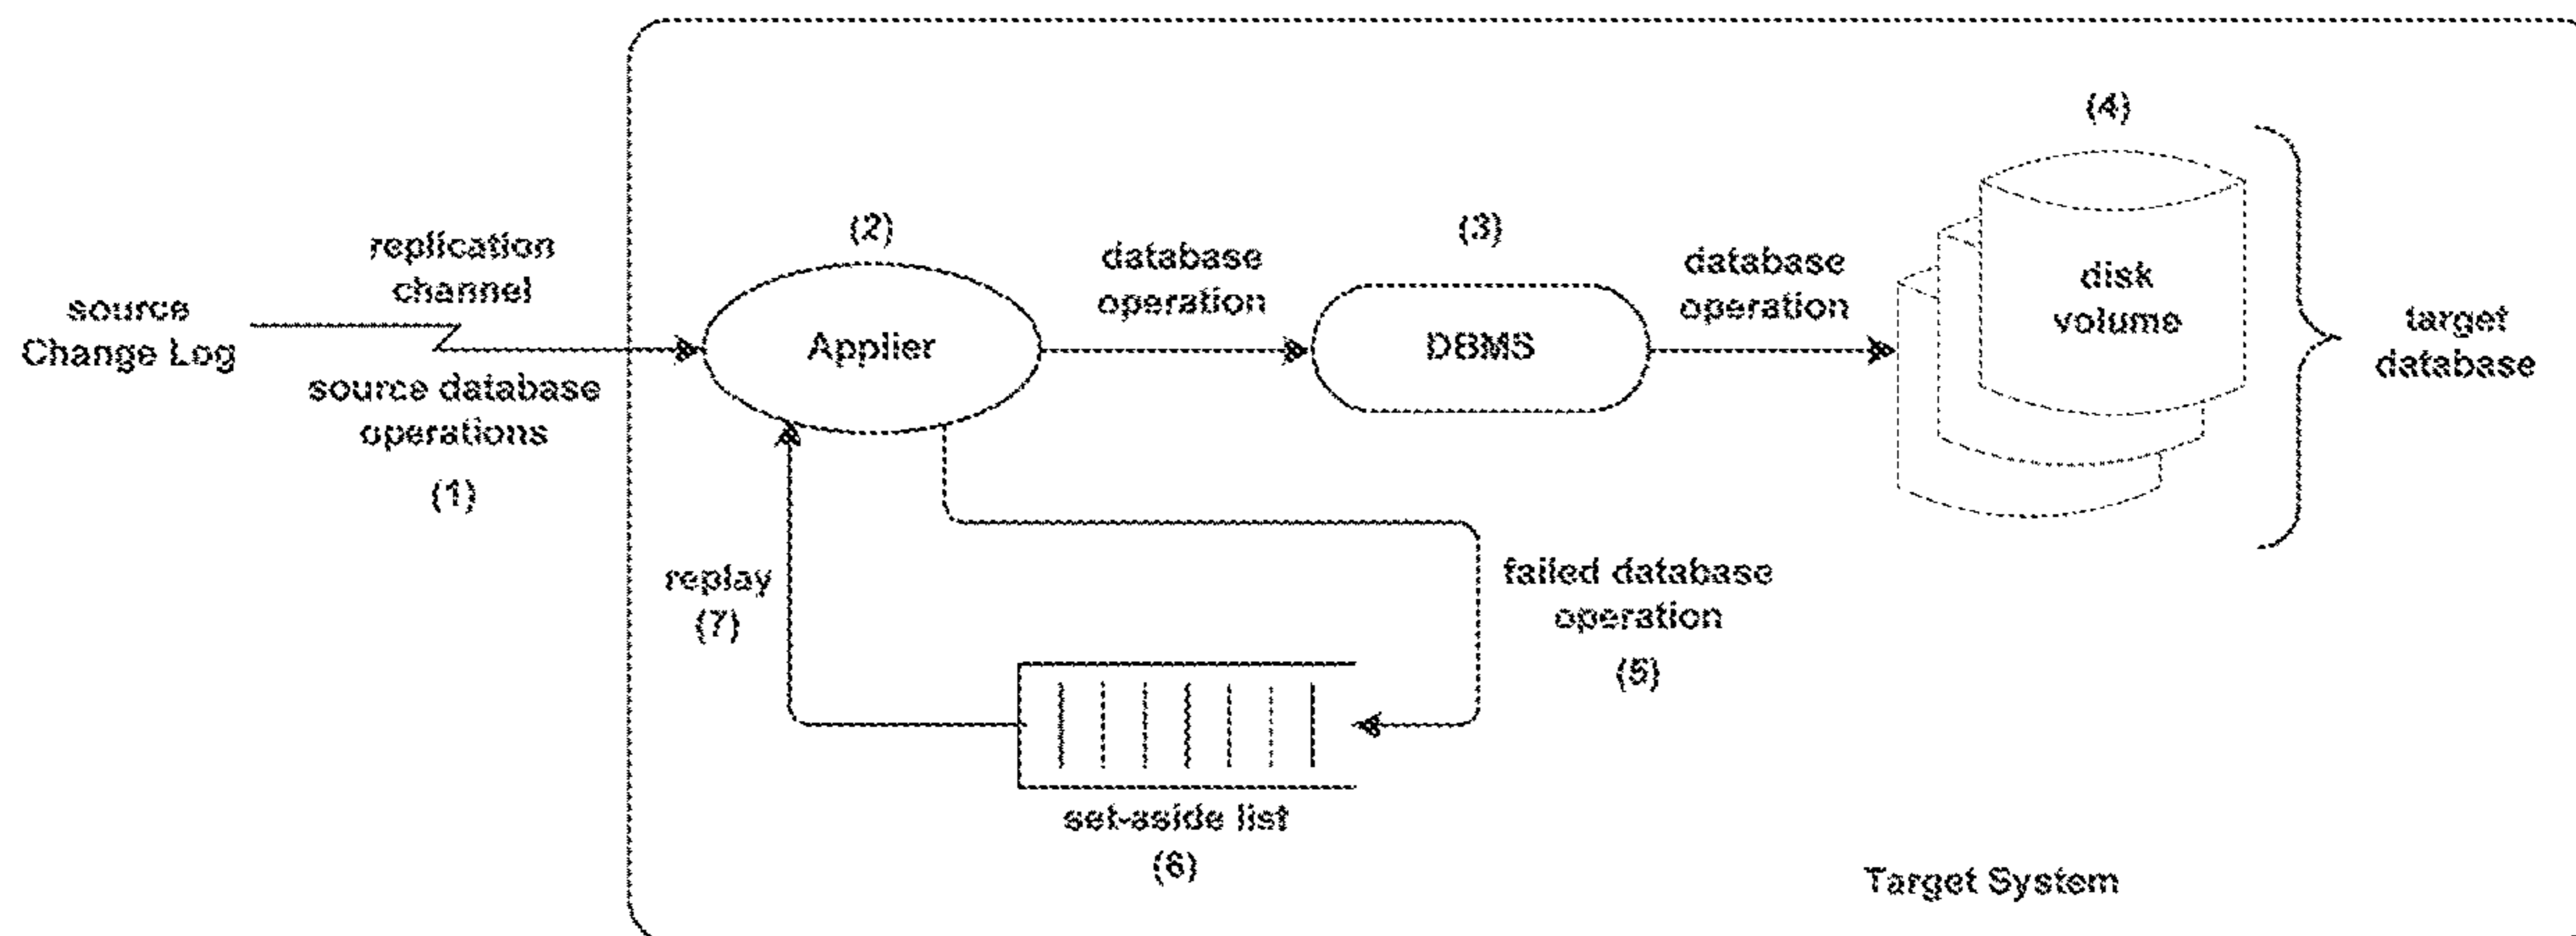 source
Change Log
replication
channel
source database
operations
(1)
(2)
Applier
database
operation
(3)
DBMS
database
operation
(4)
disk
volume
target
database
replay
(7)
failed database
operation
(5)
set-aside list
(6)
Target System